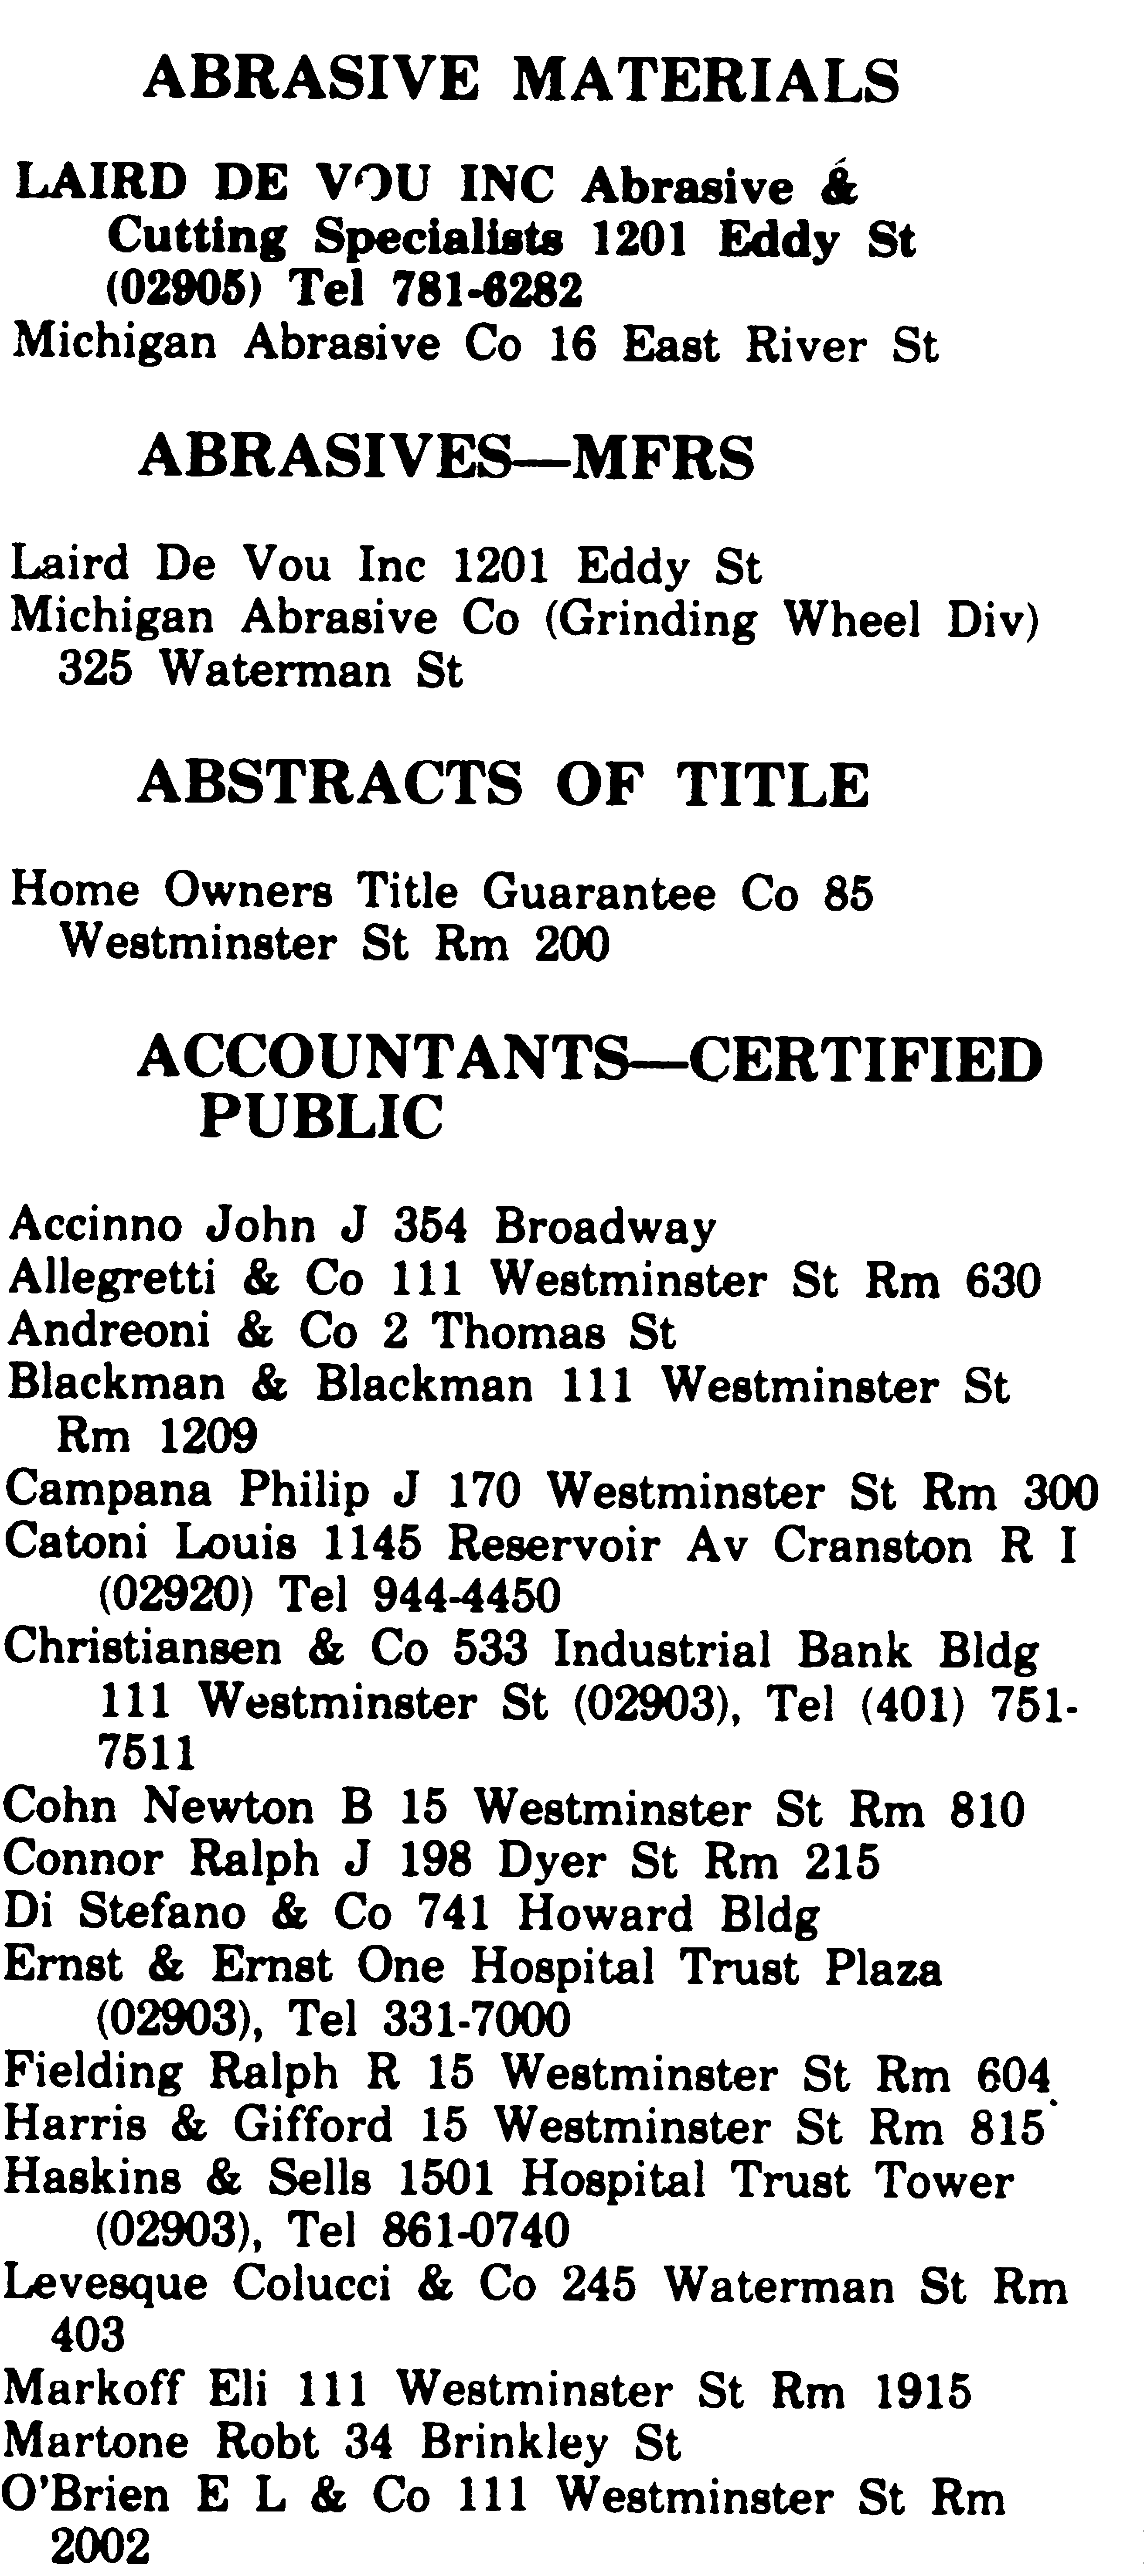 ABRASIVE MATERIALS
LAIRD DE VOU INC Abrasive &
Cutting Specialists 1201 Eddy St
(02905) Tel 781-6282
Michigan Abrasive Co 16 East River St
ABRASIVES—MFRS
Laird De Vou Inc 1201 Eddy St
Michigan Abrasive Co (Grinding Wheel Div)
325 Waterman St
ABSTRACTS OF TITLE
Home Owners Title Guarantee Co 85
Westminster St Rm 200
ACCOUNTANTS—CERTIFIED
PUBLIC
Accinno John J 354 Broadway
Allegretti & Co 111 Westminster St Rm 630
Andreoni & Co 2 Thomas St
Blackman & Blackman 111 Westminster St
Rm 1209
Campana Philip J 170 Westminster St Rm 300
Catoni Louis 1145 Reservoir Av Cranston R I
(02920) Tel 944-4450
Christiansen & Co 533 Industrial Bank Bldg
111 Westminster St (02903), Tel (401) 751-
7511
Cohn Newton B 15 Westminster St Rm 810
Connor Ralph J 198 Dyer St Rm 215
Di Stefano & Co 741 Howard Bldg
Ernst & Ernst One Hospital Trust Plaza
(02903), Tel 331-7000
Fielding Ralph R 15 Westminster St Rm 604
Harris & Gifford 15 Westminster St Rm 815
Haskins & Sells 1501 Hospital Trust Tower
(02903), Tel 861-0740
Levesque Colucci & Co 245 Waterman St Rm
403
Markoff Eli 111 Westminster St Rm 1915
Martone Robt 34 Brinkley St
O'Brien E L & Co 111 Westminster St Rm
2002